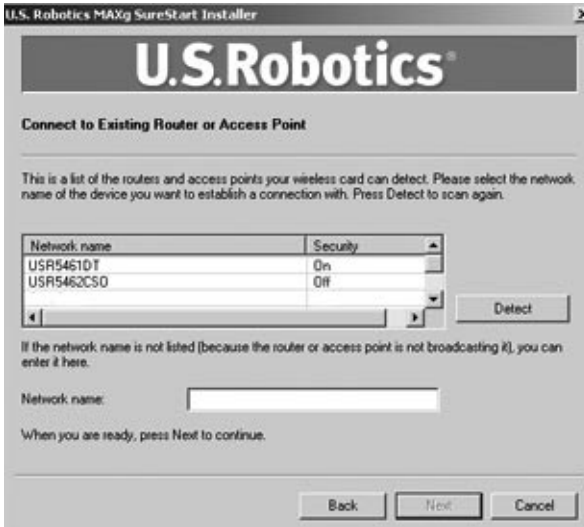 U.S. Robotics MAXg SureStart Installer
U.S.Robotics®
Connect to Existing Router or Access Point
This is a list of the routers and access points your wireless card can detect. Please select the network
name of the device you want to establish a connection with. Press Detect to scan again.
Network name Security
USR5461DT On
USR5462CSO Off
Detect
If the network name is not listed (because the router or access point is not broadcasting it), you can
enter it here.
Network name:
When you are ready, press Next to continue.
Back Next Cancel